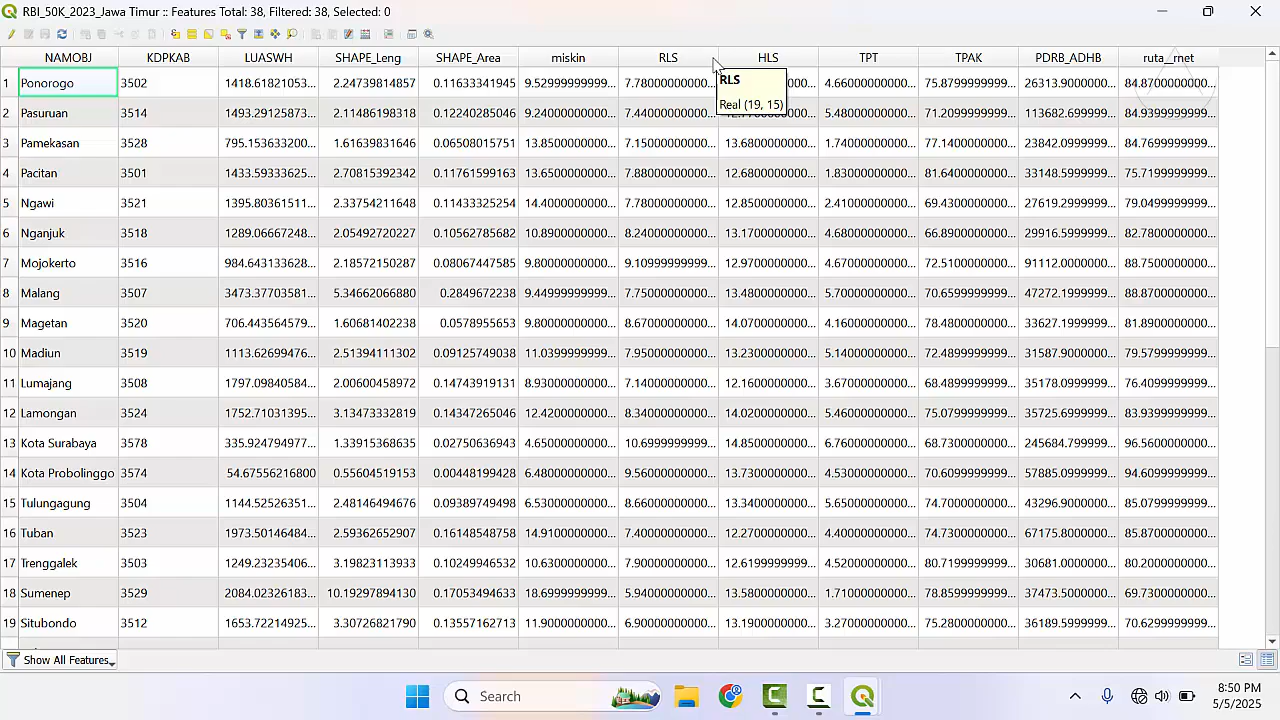 RBI_50K_2023_Jawa Timur :: Features Total: 38, Filtered: 38, Selected: 0
NAMOBJ KDPKAB LUASWH SHAPE_Leng SHAPE_Area miskin RLS HLS TPT TPAK PDRB_ADHB ruta__met
1 Ponorogo 3502 1418.61821053... 2.24739814857 0.11633341945 9.52999999999... 7.78000000000... 4.66000000000... 75.8799999999... 26313.9000000... 84.8700000000...
RLS
Real (19, 15)
2 Pasuruan 3514 1493.29125873... 2.11486198318 0.12240285046 9.24000000000... 7.44000000000... 5.48000000000... 71.2099999999... 113682.699999... 84.9399999999...
3 Pamekasan 3528 795.153633200... 1.61639831646 0.06508015751 13.8500000000... 7.15000000000... 13.6800000000... 1.74000000000... 77.1400000000... 23842.0999999... 84.7699999999...
4 Pacitan 3501 1433.59333625... 2.70815392342 0.11761599163 13.6500000000... 7.88000000000... 12.6800000000... 1.83000000000... 81.6400000000... 33148.5999999... 75.7199999999...
5 Ngawi 3521 1395.80361511... 2.33754211648 0.11433325254 14.4000000000... 7.78000000000... 12.8500000000... 2.41000000000... 69.4300000000... 27619.2999999... 79.0499999999...
6 Nganjuk 3518 1289.06667248... 2.05492720227 0.10562785682 10.8900000000... 8.24000000000... 13.1700000000... 4.68000000000... 66.8900000000... 29916.5999999... 82.7800000000...
7 Mojokerto 3516 984.643133628... 2.18572150287 0.08067447585 9.80000000000... 9.10999999999... 12.9700000000... 4.67000000000... 72.5100000000... 91112.0000000... 88.7500000000...
8 Malang 3507 3473.37703581... 5.34662066880 0.2849672238 9.44999999999... 7.75000000000... 13.4800000000... 5.70000000000... 70.6599999999... 47272.1999999... 88.8700000000...
9 Magetan 3520 706.443564579... 1.60681402238 0.0578955653 9.80000000000... 8.67000000000... 14.0700000000... 4.16000000000... 78.4800000000... 33627.1999999... 81.8900000000...
10 Madiun 3519 1113.62699476... 2.51394111302 0.09125749038 11.0399999999... 7.95000000000... 13.2300000000... 5.14000000000... 72.4899999999... 31587.9000000... 79.5799999999...
11 Lumajang 3508 1797.09840584... 2.00600458972 0.14743919131 8.93000000000... 7.14000000000... 12.1600000000... 3.67000000000... 68.4899999999... 35178.0999999... 76.4099999999...
12 Lamongan 3524 1752.71031395... 3.13473332819 0.14347265046 12.4200000000... 8.34000000000... 14.0200000000... 5.46000000000... 75.0799999999... 35725.6999999... 83.9399999999...
13 Kota Surabaya 3578 335.924794977... 1.33915368635 0.02750636943 4.65000000000... 10.6999999999... 14.8500000000... 6.76000000000... 68.7300000000... 245684.799999... 96.5600000000...
14 Kota Probolinggo 3574 54.67556216800 0.55604519153 0.00448199428 6.48000000000... 9.56000000000... 13.7300000000... 4.53000000000... 70.6099999999... 57885.0999999... 94.6099999999...
15 Tulungagung 3504 1144.52526351... 2.48146494676 0.09389749498 6.53000000000... 8.66000000000... 13.3400000000... 5.65000000000... 74.7000000000... 43296.9000000... 85.0700000000...
16 Tuban 3523 1973.50146484... 2.59362652907 0.16148548758 14.9100000000... 7.40000000000... 12.2700000000... 4.40000000000... 74.7300000000... 67175.8000000... 85.8700000000...
17 Trenggalek 3503 1249.23235406... 3.19823113933 0.10249946532 10.6300000000... 7.90000000000... 12.6199999999... 4.52000000000... 80.7199999999... 30681.0000000... 80.2000000000...
18 Sumenep 3529 2084.02326183... 10.19297894130 0.17053494633 18.6999999999... 5.94000000000... 13.5800000000... 1.71000000000... 78.8599999999... 37473.5000000... 69.7300000000...
19 Situbondo 3512 1653.72214925... 3.30726821790 0.13557162713 11.9000000000... 6.90000000000... 13.1900000000... 3.27000000000... 75.2800000000... 36189.5999999... 70.6299999999...
Show All Features
Search
8:50 PM
5/5/2025